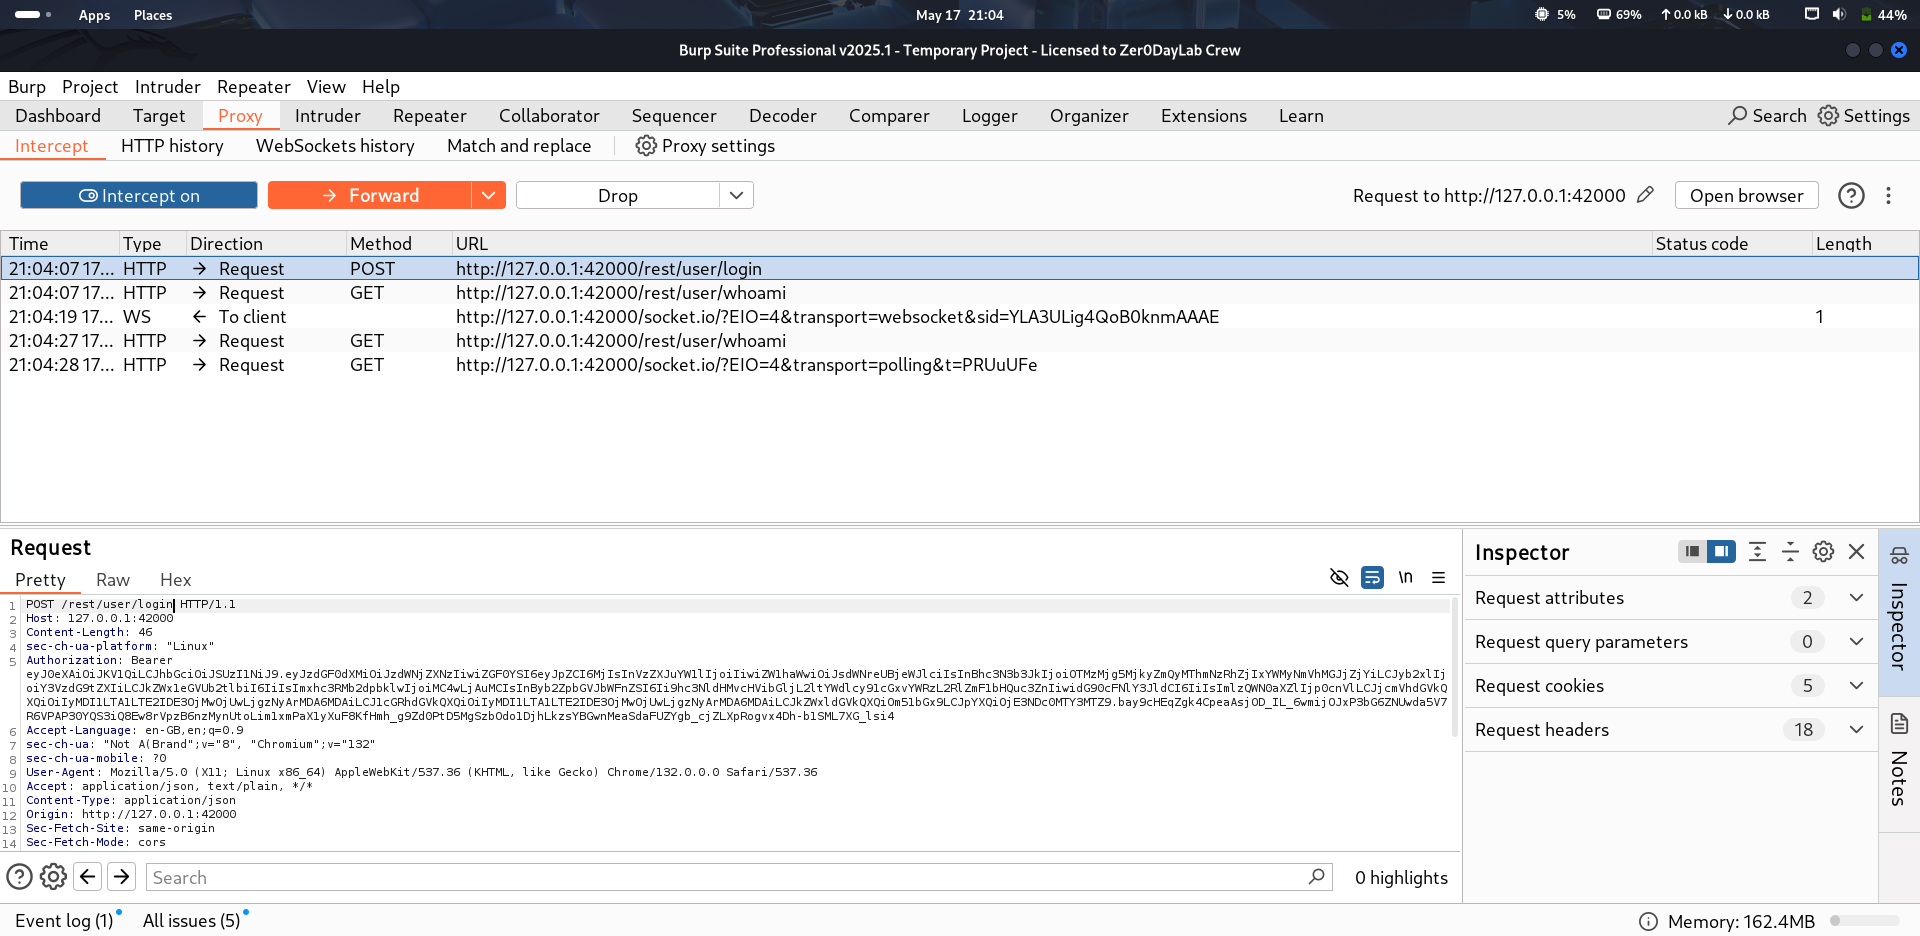 Apps Places May 17 21:04 5% 69% 0.0 kB 0.0 kB 44%
Burp Suite Professional v2025.1 - Temporary Project - Licensed to Zer0DayLab Crew
Burp Project Intruder Repeater View Help
Dashboard Target Proxy Intruder Repeater Collaborator Sequencer Decoder Comparer Logger Organizer Extensions Learn Search Settings
Intercept HTTP history WebSockets history Match and replace Proxy settings
Intercept on → Forward Drop Request to http://127.0.0.1:42000 Open browser
Time Type Direction Method URL Status code Length
21:04:07 17... HTTP → Request POST http://127.0.0.1:42000/rest/user/login
21:04:07 17... HTTP → Request GET http://127.0.0.1:42000/rest/user/whoami
21:04:19 17... WS ← To client http://127.0.0.1:42000/socket.io/?EIO=4&transport=websocket&sid=YLA3ULig4QoB0knmAAAE 1
21:04:27 17... HTTP → Request GET http://127.0.0.1:42000/rest/user/whoami
21:04:28 17... HTTP → Request GET http://127.0.0.1:42000/socket.io/?EIO=4&transport=polling&t=PRUuUFe
Request
Pretty Raw Hex \n
1 POST /rest/user/login HTTP/1.1
2 Host: 127.0.0.1:42000
3 Content-Length: 46
4 sec-ch-ua-platform: "Linux"
5 Authorization: Bearer
6 Accept-Language: en-GB,en;q=0.9
7 sec-ch-ua: "Not A(Brand";v="8", "Chromium";v="132"
8 sec-ch-ua-mobile: ?0
9 User-Agent: Mozilla/5.0 (X11; Linux x86_64) AppleWebKit/537.36 (KHTML, like Gecko) Chrome/132.0.0.0 Safari/537.36
10 Accept: application/json, text/plain, */*
11 Content-Type: application/json
12 Origin: http://127.0.0.1:42000
13 Sec-Fetch-Site: same-origin
14 Sec-Fetch-Mode: cors
Search 0 highlights
Inspector
Request attributes 2
Request query parameters 0
Request cookies 5
Request headers 18
Inspector
Notes
Event log (1) All issues (5) Memory: 162.4MB